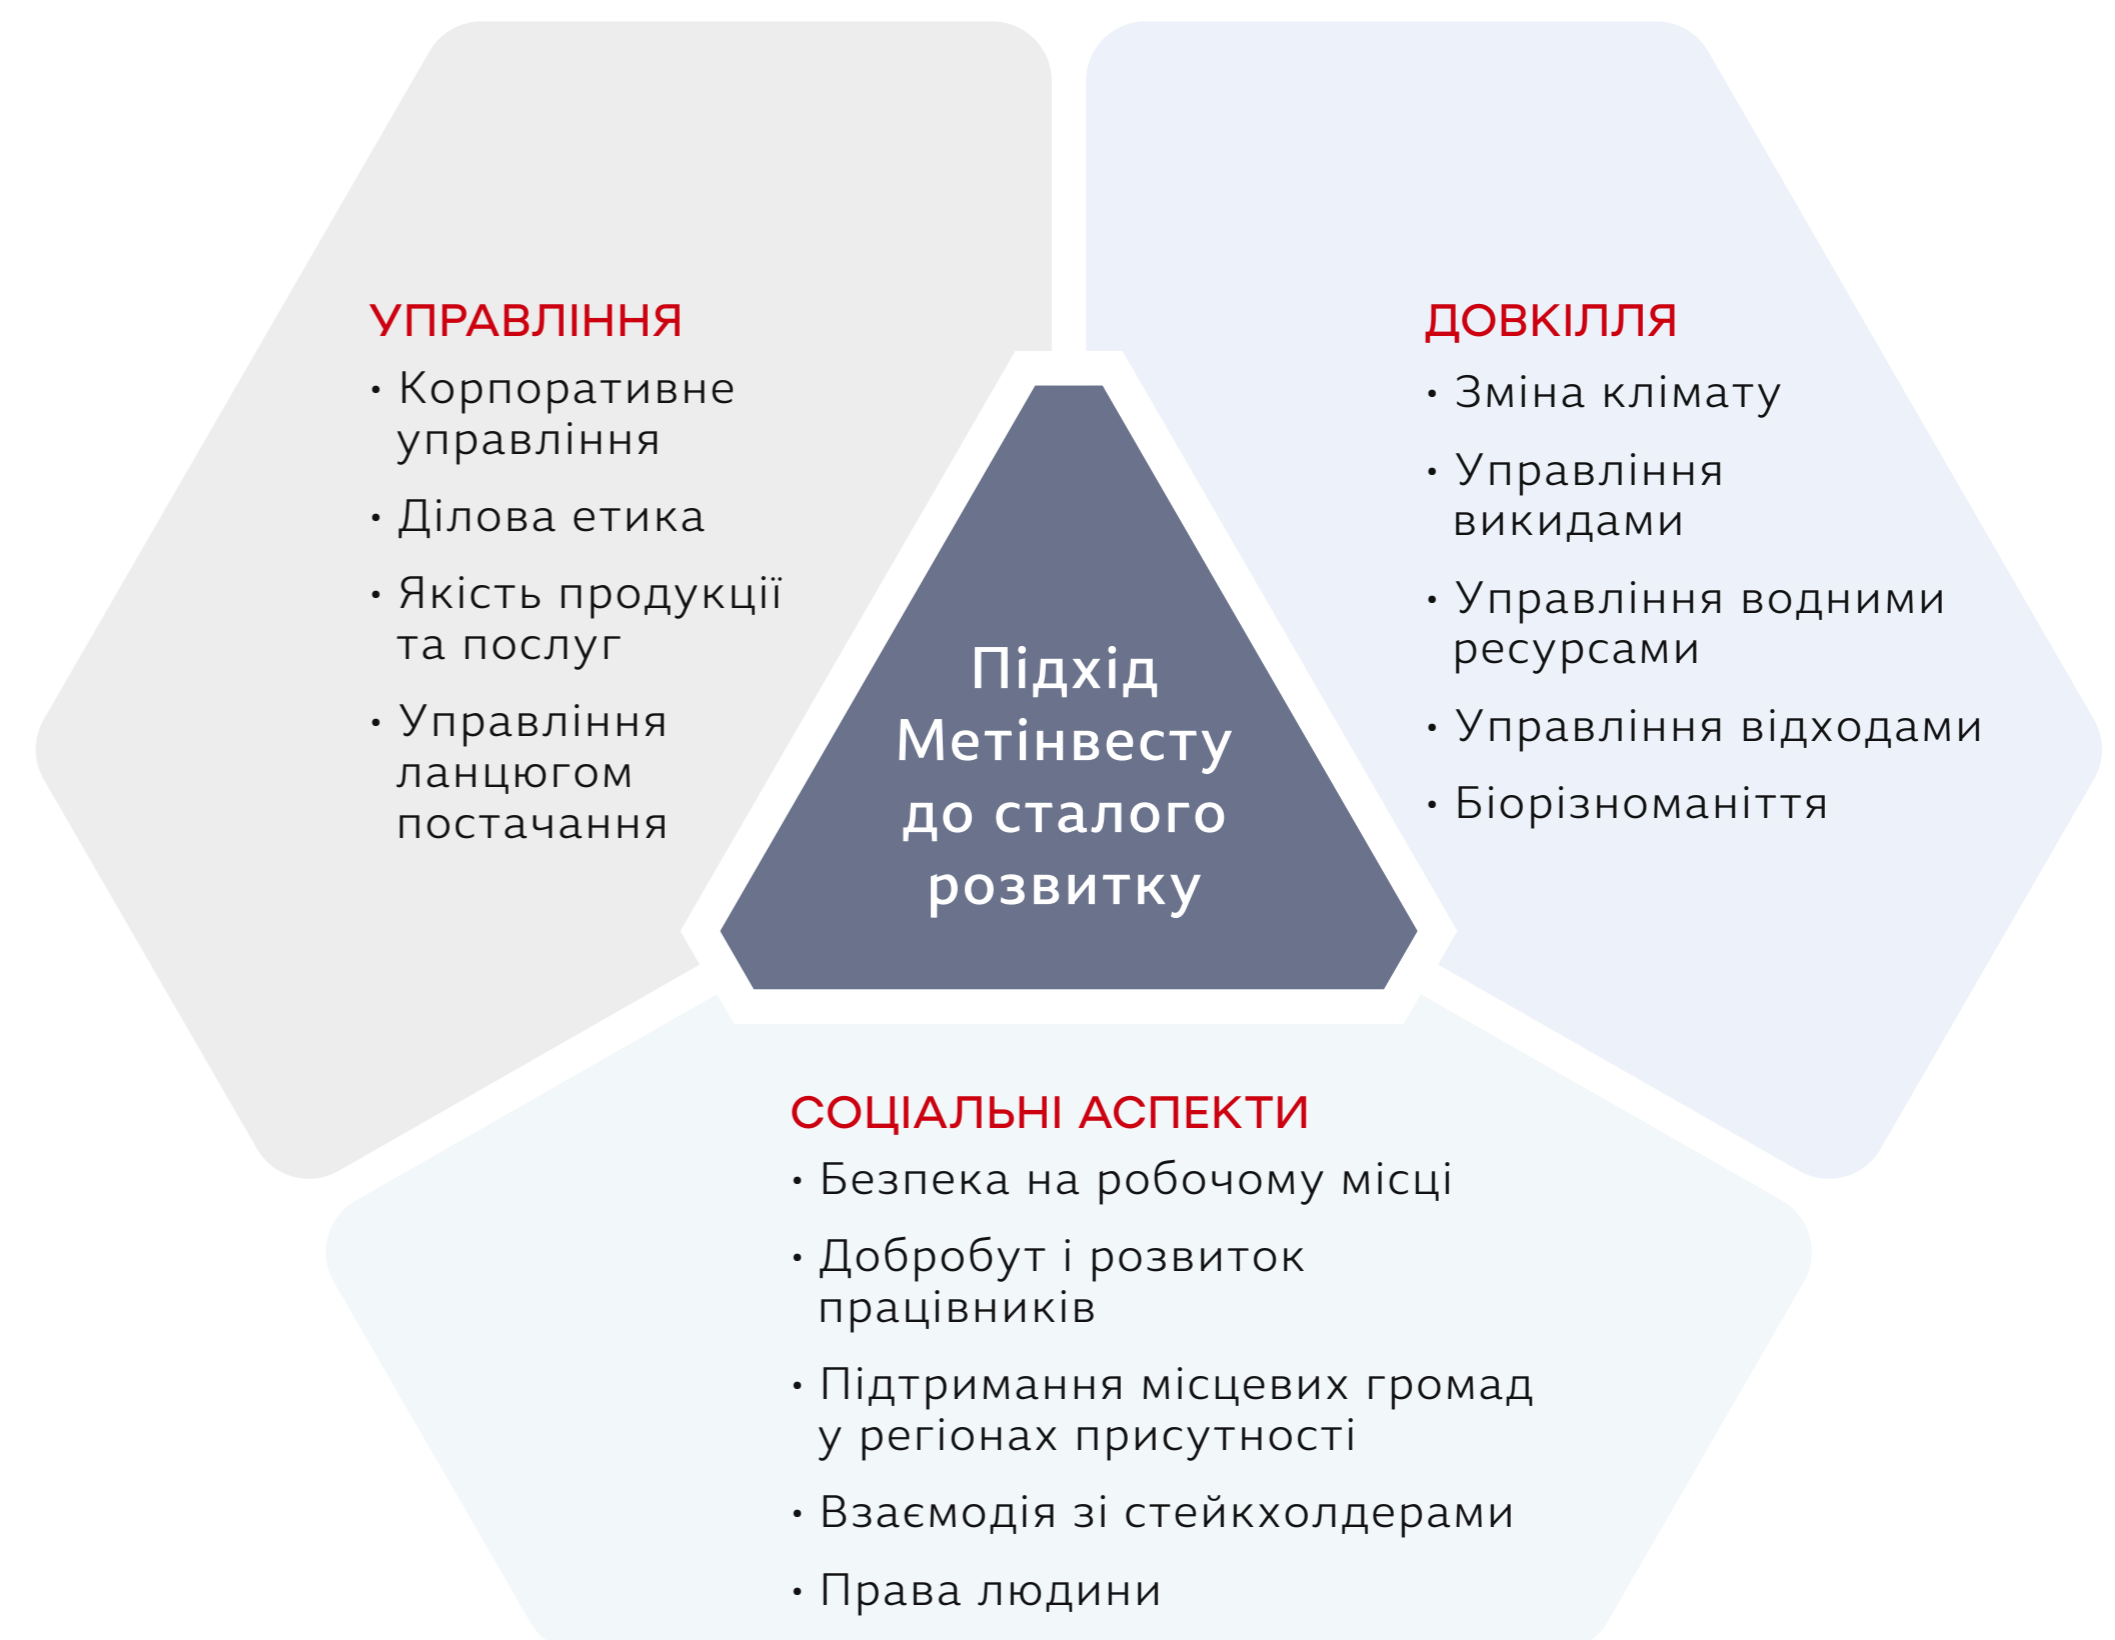 УПРАВЛІННЯ
• Корпоративне
управління
• Ділова етика
• Якість продукції
та послуг
• Управління
ланцюгом
постачання
ДОВКІЛЛЯ
• Зміна клімату
• Управління
викидами
• Управління водними
ресурсами
• Управління відходами
• Біорізноманіття
Підхід
Метінвесту
до сталого
розвитку
СОЦІАЛЬНІ АСПЕКТИ
• Безпека на робочому місці
• Добробут і розвиток
працівників
• Підтримання місцевих громад
у регіонах присутності
• Взаємодія зі стейкхолдерами
• Права людини